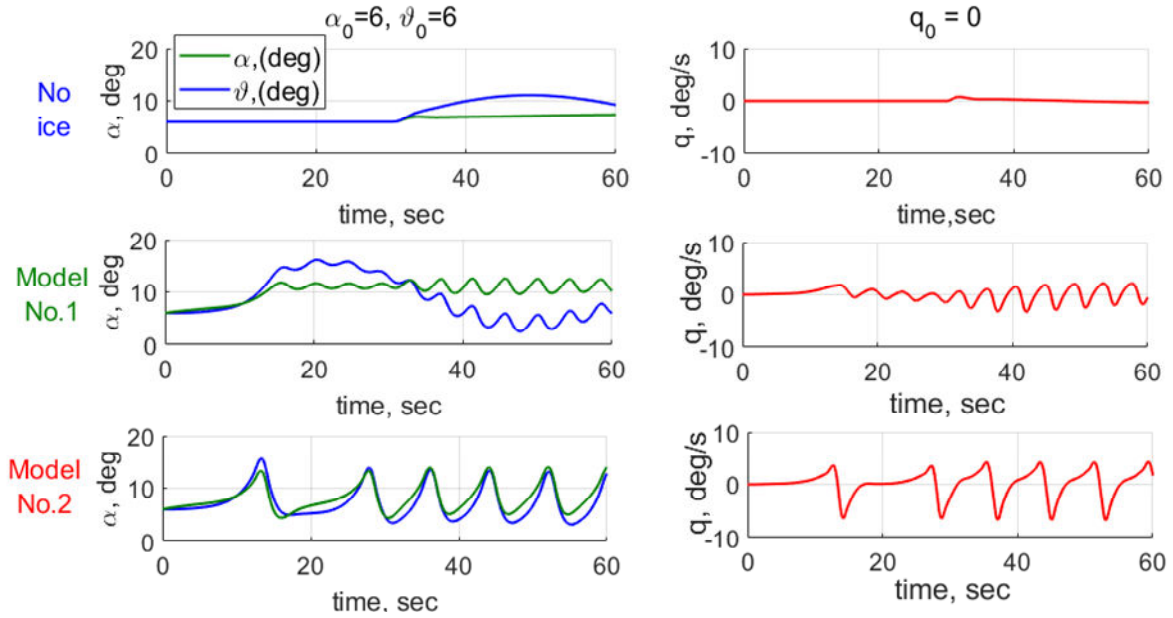 α₀=6, ϑ₀=6
q₀ = 0
No
ice
α, deg
20
10
0
α,(deg)
ϑ,(deg)
0
20
40
60
time, sec
q, deg/s
10
0
-10
0
20
40
60
time,sec
Model
No.1
α, deg
20
10
0
0
20
40
60
time, sec
q, deg/s
10
0
-10
0
20
40
60
time, sec
Model
No.2
α, deg
20
10
0
0
20
40
60
time, sec
q, deg/s
10
0
-10
0
20
40
60
time, sec